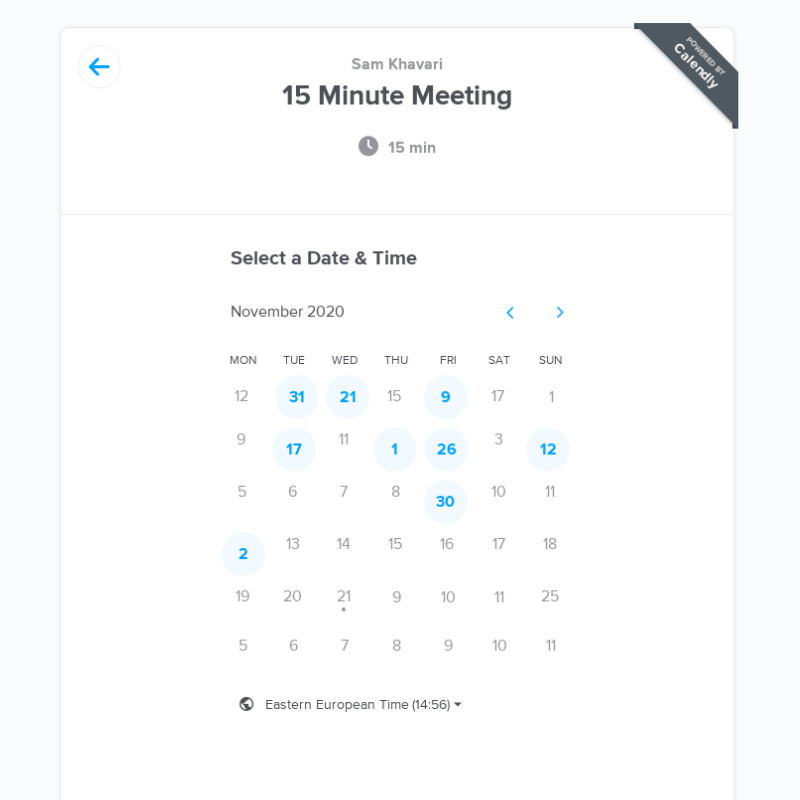 POWERED BY
Calendly
Sam Khavari
15 Minute Meeting
15 min
Select a Date & Time
November 2020
MON TUE WED THU FRI SAT SUN
12 31 21 15 9 17 1
9 17 11 1 26 3 12
5 6 7 8 30 10 11
2 13 14 15 16 17 18
19 20 21 9 10 11 25
5 6 7 8 9 10 11
Eastern European Time (14:56)